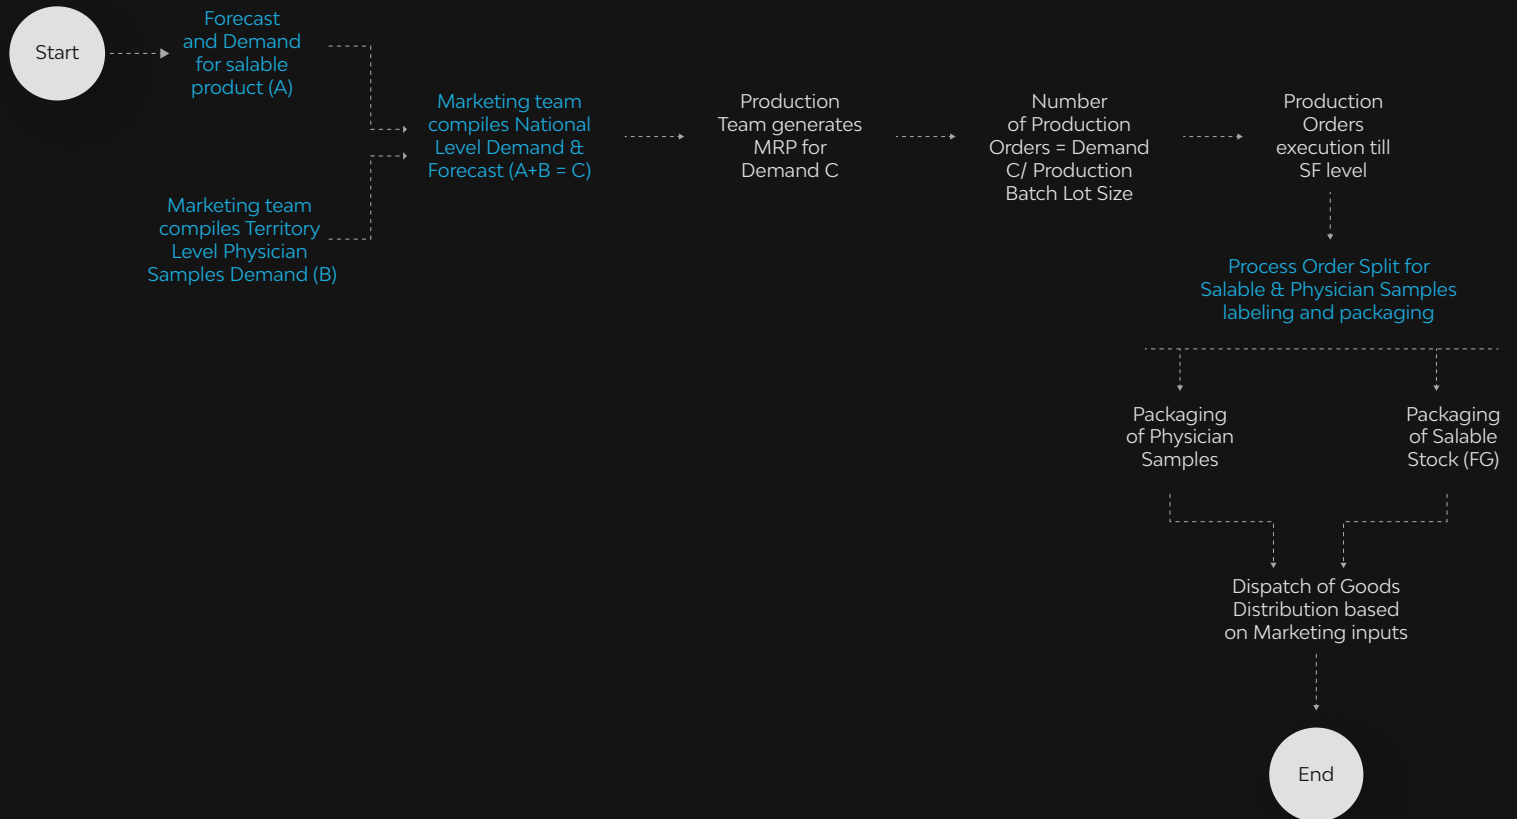 Start
Forecast
and Demand
for salable
product (A)
Marketing team
compiles Territory
Level Physician
Samples Demand (B)
Marketing team
compiles National
Level Demand &
Forecast (A+B = C)
Production
Team generates
MRP for
Demand C
Number
of Production
Orders = Demand
C/ Production
Batch Lot Size
Production
Orders
execution till
SF level
Process Order Split for
Salable & Physician Samples
labeling and packaging
Packaging
of Physician
Samples
Packaging
of Salable
Stock (FG)
Dispatch of Goods
Distribution based
on Marketing inputs
End